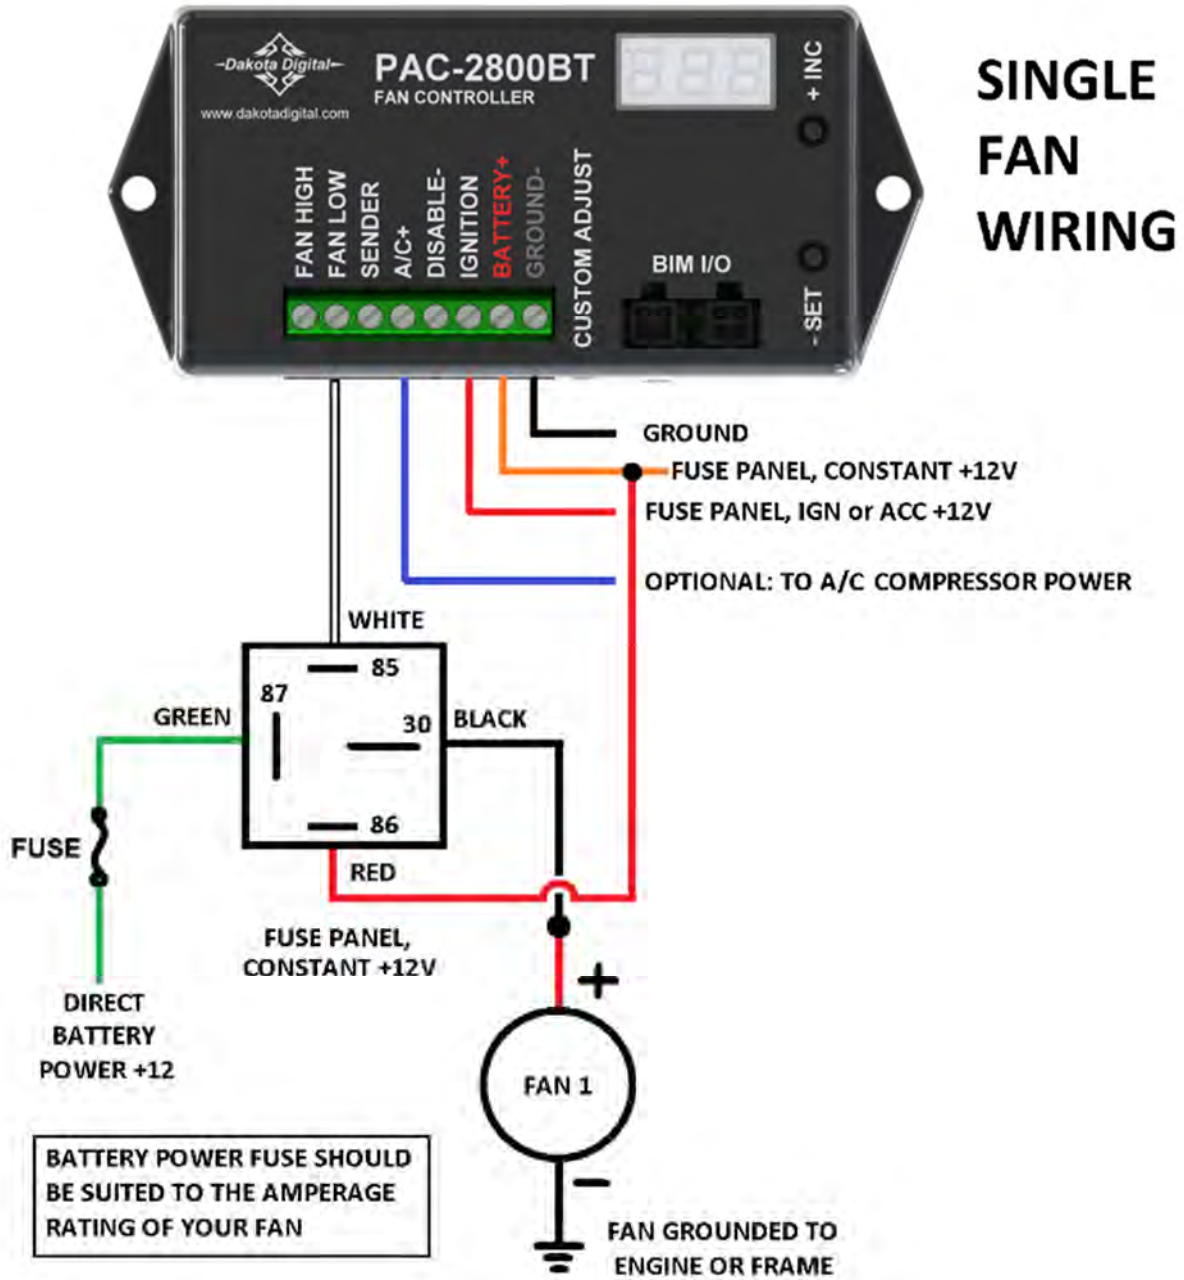 Dakota Digital
www.dakotadigital.com
PAC-2800BT
FAN CONTROLLER
+ INC
- SET
FAN HIGH
FAN LOW
SENDER
A/C+
DISABLE-
IGNITION
BATTERY+
GROUND-
CUSTOM ADJUST
BIM I/O
SINGLE
FAN
WIRING
GROUND
FUSE PANEL, CONSTANT +12V
FUSE PANEL, IGN or ACC +12V
OPTIONAL: TO A/C COMPRESSOR POWER
WHITE
85
87
30
86
GREEN
BLACK
FUSE
RED
FUSE PANEL,
CONSTANT +12V
DIRECT
BATTERY
POWER +12
+
FAN 1
−
FAN GROUNDED TO
ENGINE OR FRAME
BATTERY POWER FUSE SHOULD
BE SUITED TO THE AMPERAGE
RATING OF YOUR FAN